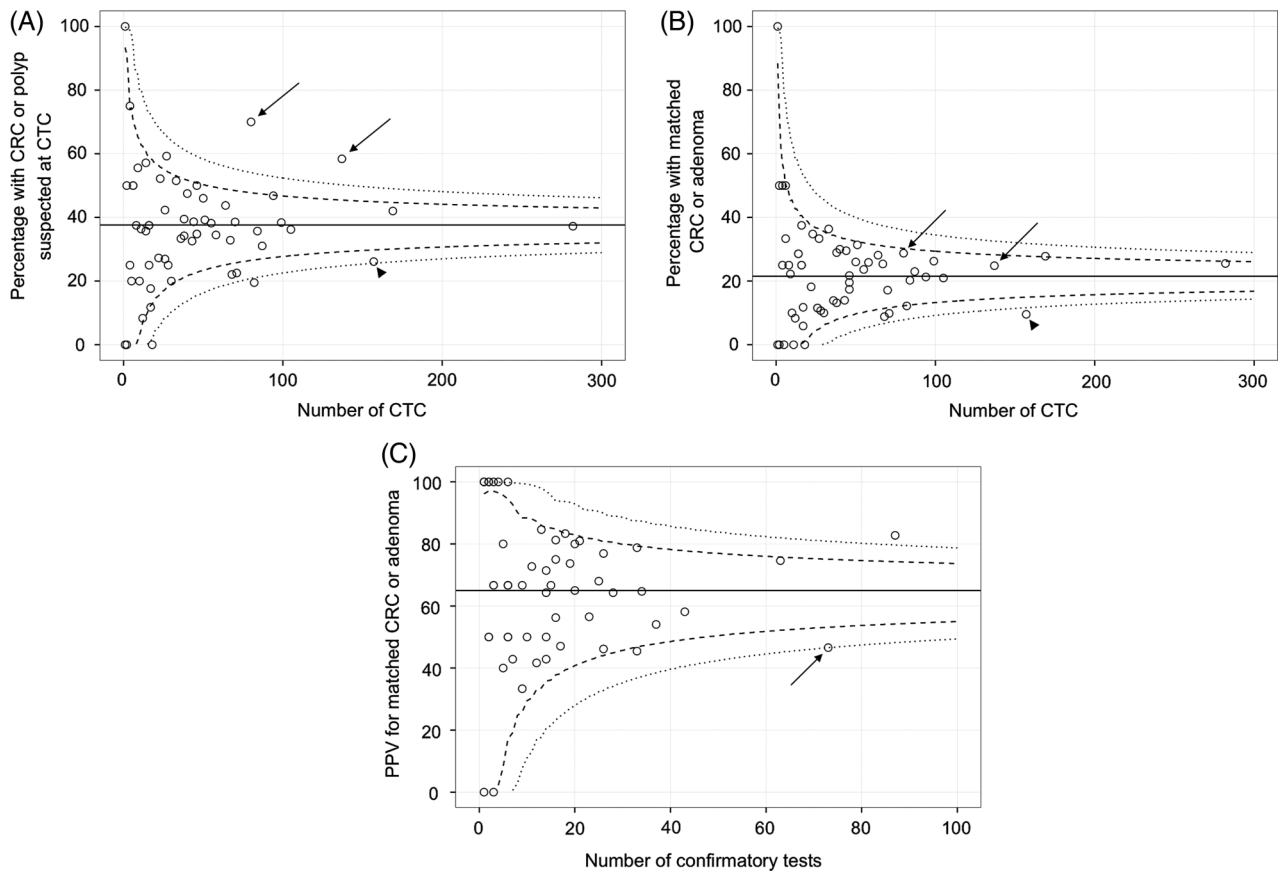 (A)
Percentage with CRC or polyp
suspected at CTC
100
80
60
40
20
0
0 100 200 300
Number of CTC
(B)
Percentage with matched
CRC or adenoma
100
80
60
40
20
0
0 100 200 300
Number of CTC
(C)
PPV for matched CRC or adenoma
100
80
60
40
20
0
0 20 40 60 80 100
Number of confirmatory tests